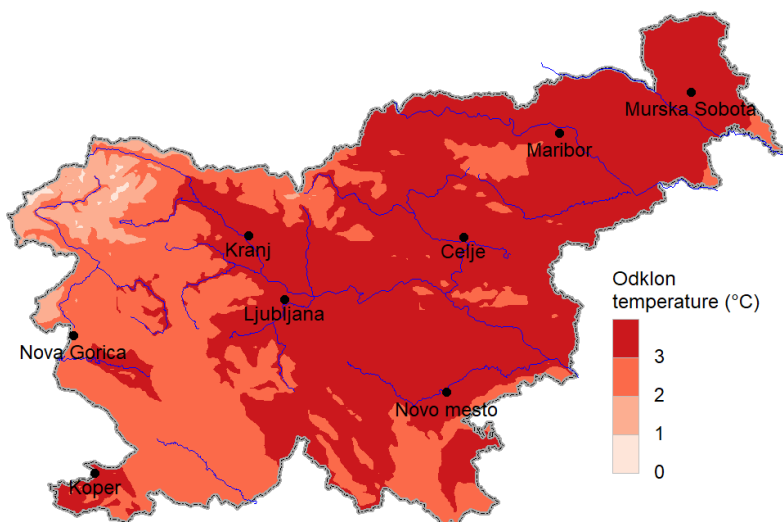 Murska Sobota
Maribor
Kranj
Celje
Ljubljana
Nova Gorica
Novo mesto
Koper
Odklon
temperature (°C)
3
2
1
0